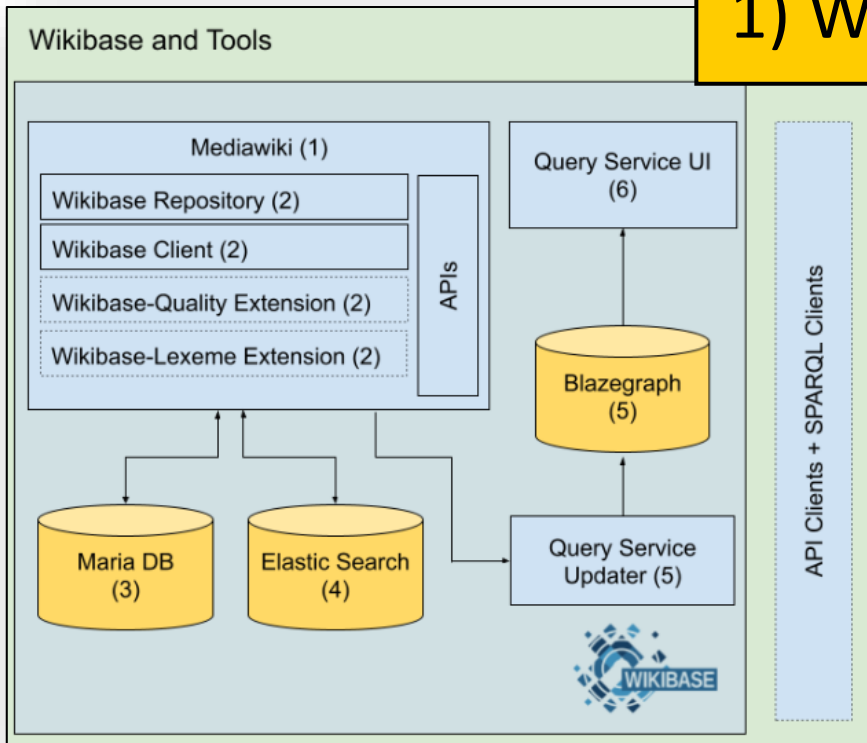 1) W
Wikibase and Tools
Mediawiki (1)
Wikibase Repository (2)
Wikibase Client (2)
Wikibase-Quality Extension (2)
Wikibase-Lexeme Extension (2)
APIs
Query Service UI
(6)
Blazegraph
(5)
Maria DB
(3)
Elastic Search
(4)
Query Service
Updater (5)
WIKIBASE
API Clients + SPARQL Clients